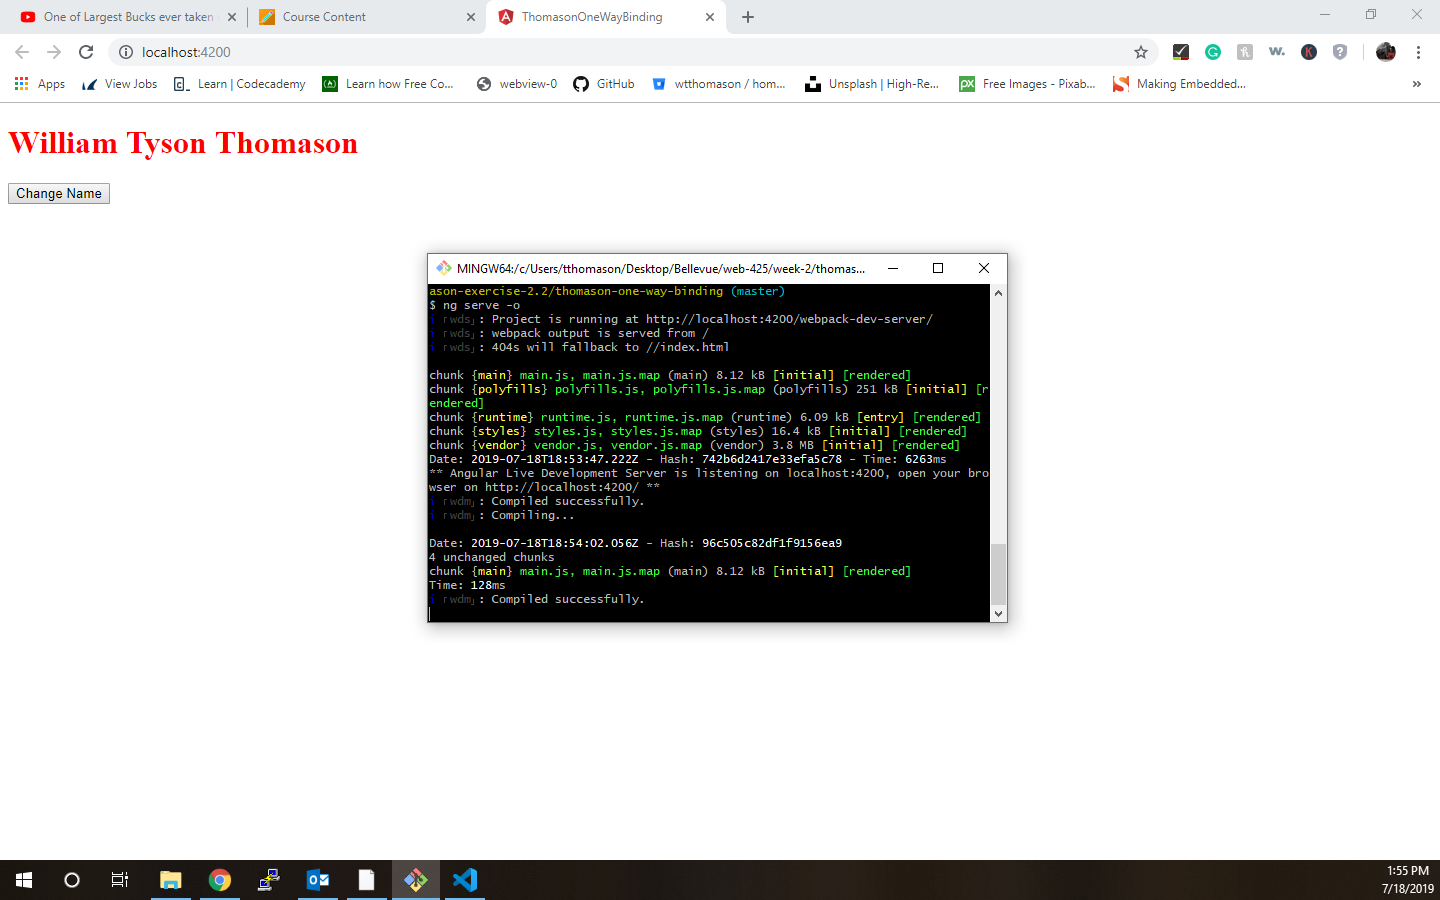 One of Largest Bucks ever taken
Course Content
ThomasonOneWayBinding
localhost:4200
Apps
View Jobs
Learn | Codecademy
Learn how Free Co...
webview-0
GitHub
wtthomason / hom...
Unsplash | High-Re...
Free Images - Pixab...
Making Embedded...
»
William Tyson Thomason
Change Name
MINGW64:/c/Users/tthomason/Desktop/Bellevue/web-425/week-2/thomas...
ason-exercise-2.2/thomason-one-way-binding (master)
$ ng serve -o
i ｢wds｣: Project is running at http://localhost:4200/webpack-dev-server/
i ｢wds｣: webpack output is served from /
i ｢wds｣: 404s will fallback to //index.html
chunk {main} main.js, main.js.map (main) 8.12 kB [initial] [rendered]
chunk {polyfills} polyfills.js, polyfills.js.map (polyfills) 251 kB [initial] [r
endered]
chunk {runtime} runtime.js, runtime.js.map (runtime) 6.09 kB [entry] [rendered]
chunk {styles} styles.js, styles.js.map (styles) 16.4 kB [initial] [rendered]
chunk {vendor} vendor.js, vendor.js.map (vendor) 3.8 MB [initial] [rendered]
Date: 2019-07-18T18:53:47.222Z - Hash: 742b6d2417e33efa5c78 - Time: 6263ms
** Angular Live Development Server is listening on localhost:4200, open your bro
wser on http://localhost:4200/ **
i ｢wdm｣: Compiled successfully.
i ｢wdm｣: Compiling...
Date: 2019-07-18T18:54:02.056Z - Hash: 96c505c82df1f9156ea9
4 unchanged chunks
chunk {main} main.js, main.js.map (main) 8.12 kB [initial] [rendered]
Time: 128ms
i ｢wdm｣: Compiled successfully.
1:55 PM
7/18/2019